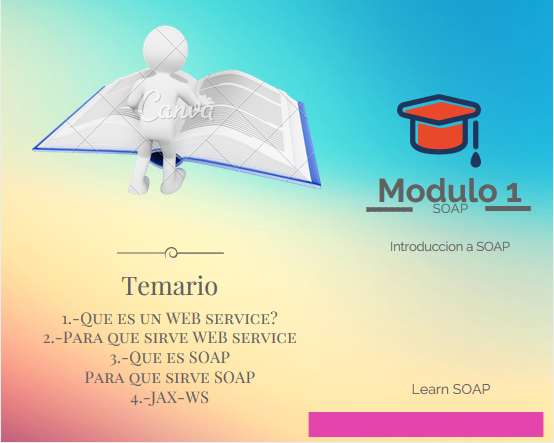 Canva
Modulo 1
SOAP
Introduccion a SOAP
Temario
1.-Que es un WEB service?
2.-Para que sirve WEB service
3.-Que es SOAP
Para que sirve SOAP
4.-JAX-WS
Learn SOAP